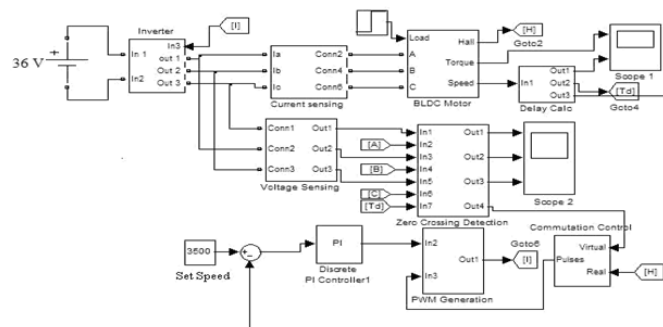 Inverter
36 V
In 1
In2
In3
out 1
Out 2
Out 3
[I]
Ia
Ib
Ic
Conn2
Conn4
Conn6
Current sensing
Load
A
B
C
Hall
Torque
Speed
BLDC Motor
[H]
Goto2
In1
Out1
Out2
Out3
Delay Calc
Scope 1
[Td]
Goto4
Conn1
Conn2
Conn3
Out1
Out2
Out3
Voltage Sensing
[A]
[B]
[C]
[Td]
In1
In2
In3
In4
In5
In6
In7
Out1
Out2
Out3
Out4
Zero Crossing Detection
Scope 2
Commutation Control
Virtual
Pulses
Real
[H]
3500
Set Speed
PI
Discrete
PI Controller1
In2
In3
Out1
PWM Generation
Goto6
[I]